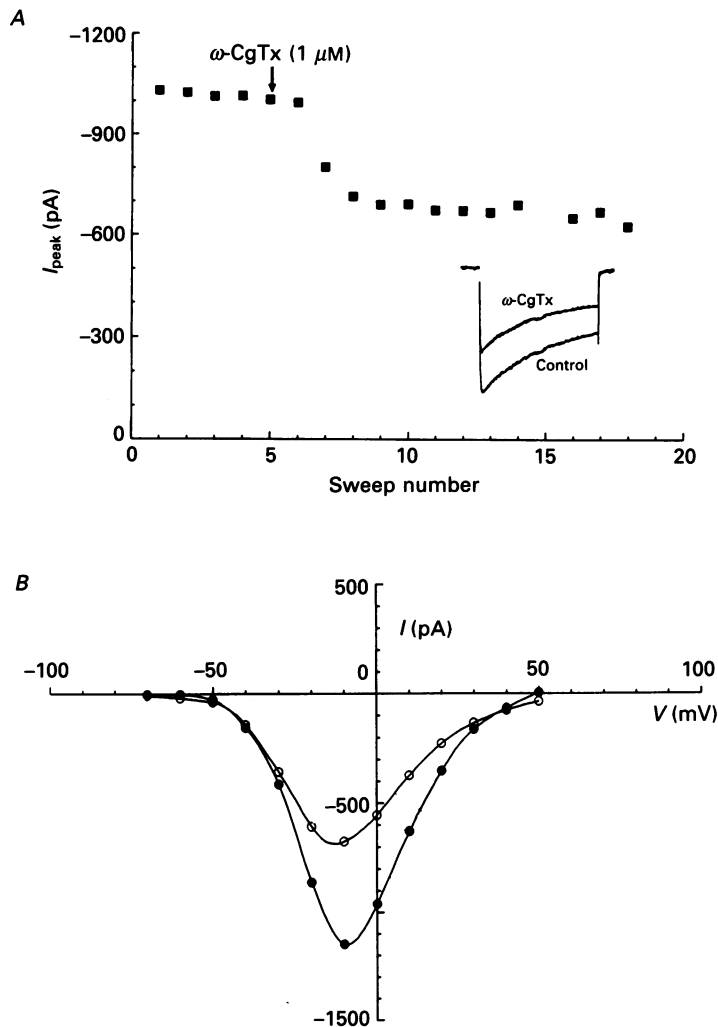 A
−1200
ω-CgTx (1 μM)
−900
−600
−300
0
I_peak (pA)
ω-CgTx
Control
0 5 10 15 20
Sweep number
B
500
I (pA)
−100 −50 0 50 100
V (mV)
−500
−1500